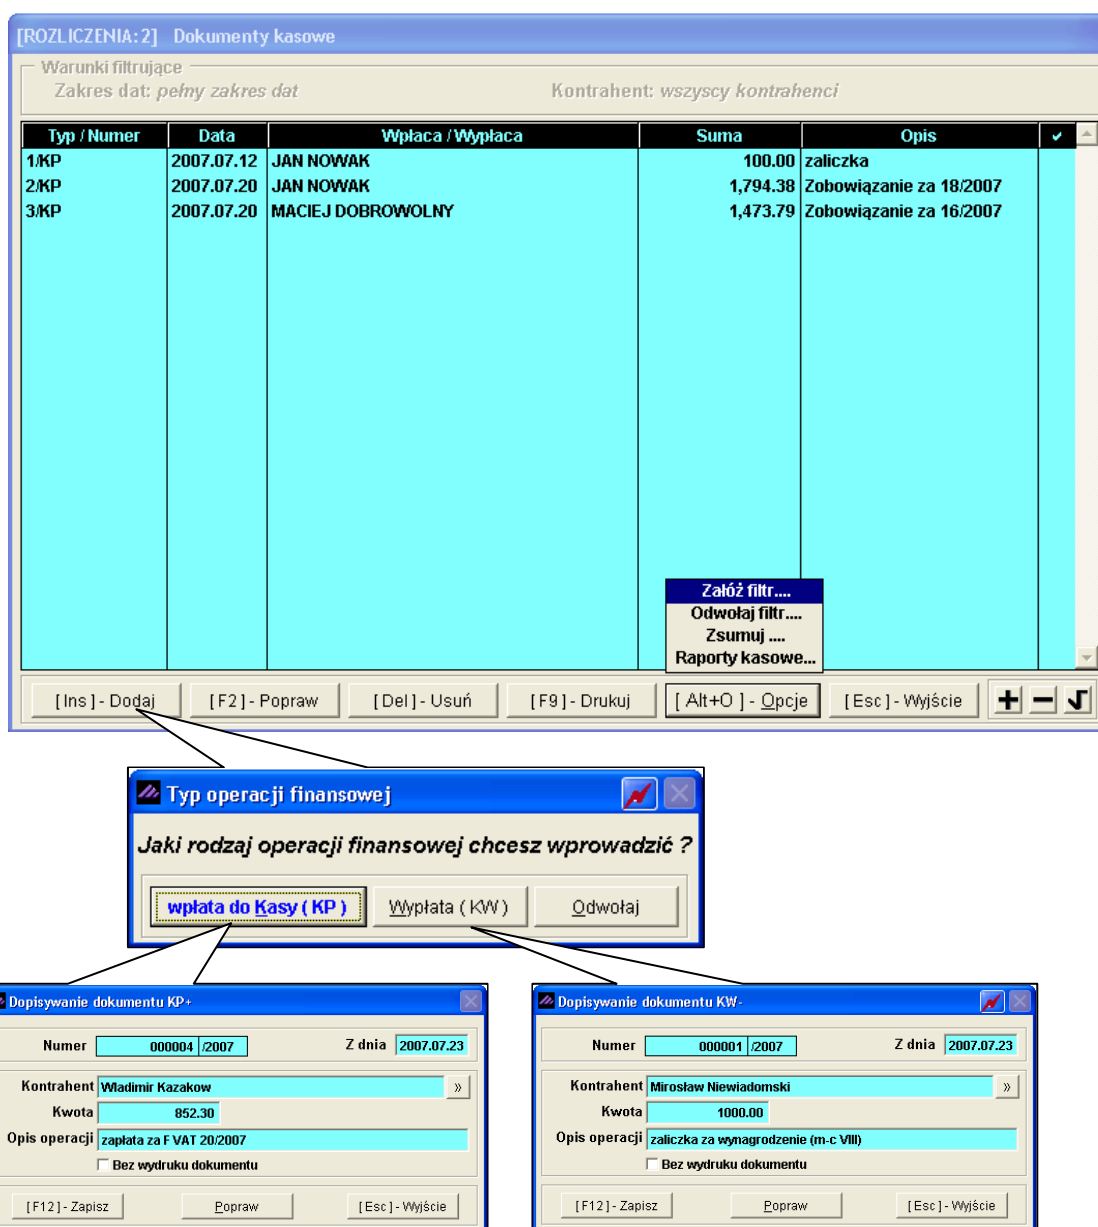 [ROZLICZENIA:2] Dokumenty kasowe
Warunki filtrujące
Zakres dat: pełny zakres dat Kontrahent: wszyscy kontrahenci
Typ / Numer Data Wpłaca / Wypłaca Suma Opis ✓
1/KP 2007.07.12 JAN NOWAK 100.00 zaliczka
2/KP 2007.07.20 JAN NOWAK 1,794.38 Zobowiązanie za 18/2007
3/KP 2007.07.20 MACIEJ DOBROWOLNY 1,473.79 Zobowiązanie za 16/2007
Załóż filtr....
Odwołaj filtr....
Zsumuj ....
Raporty kasowe...
[ Ins ] - Dodaj [ F2 ] - Popraw [ Del ] - Usuń [ F9 ] - Drukuj [ Alt+O ] - Opcje [ Esc ] - Wyjście + − √
Typ operacji finansowej
Jaki rodzaj operacji finansowej chcesz wprowadzić ?
wpłata do Kasy ( KP ) Wypłata ( KW ) Odwołaj
Dopisywanie dokumentu KP+
Numer 000004 /2007 Z dnia 2007.07.23
Kontrahent Władimir Kazakow »
Kwota 852.30
Opis operacji zapłata za F VAT 20/2007
Bez wydruku dokumentu
[ F12 ] - Zapisz Popraw [ Esc ] - Wyjście
Dopisywanie dokumentu KW-
Numer 000001 /2007 Z dnia 2007.07.23
Kontrahent Mirosław Niewiadomski »
Kwota 1000.00
Opis operacji zaliczka za wynagrodzenie (m-c VIII)
Bez wydruku dokumentu
[ F12 ] - Zapisz Popraw [ Esc ] - Wyjście